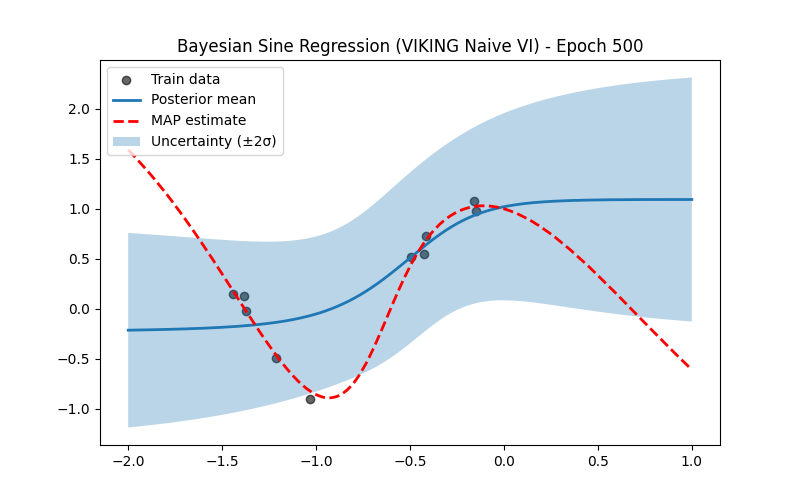 Bayesian Sine Regression (VIKING Naive VI) - Epoch 500
Train data
Posterior mean
MAP estimate
Uncertainty (±2σ)
2.0
1.5
1.0
0.5
0.0
−0.5
−1.0
−2.0 −1.5 −1.0 −0.5 0.0 0.5 1.0